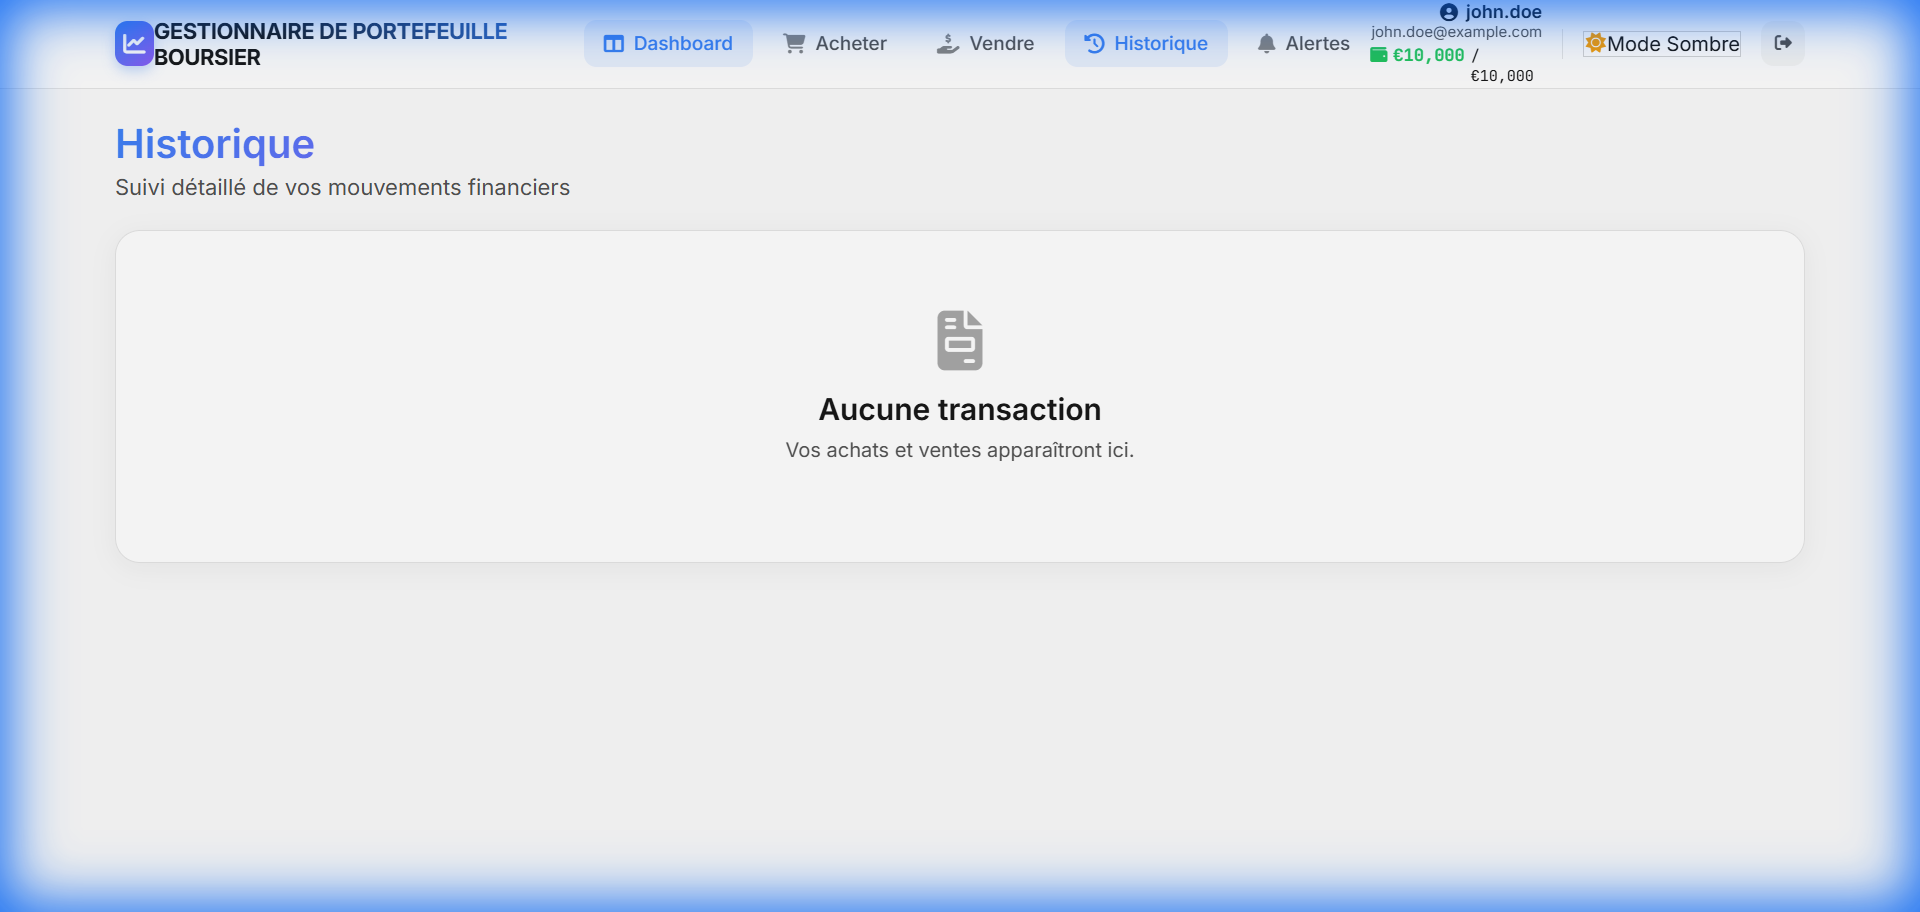 GESTIONNAIRE DE PORTEFEUILLE
BOURSIER
Dashboard
Acheter
Vendre
Historique
Alertes
john.doe
john.doe@example.com
€10,000 /
€10,000
Mode Sombre
Historique
Suivi détaillé de vos mouvements financiers
Aucune transaction
Vos achats et ventes apparaîtront ici.